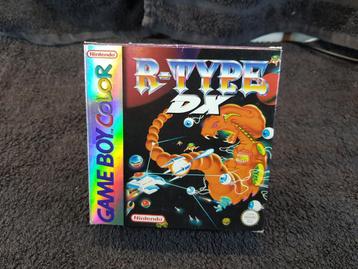 Nintendo
GAME BOY COLOR
R-TYPE
DX
Nintendo